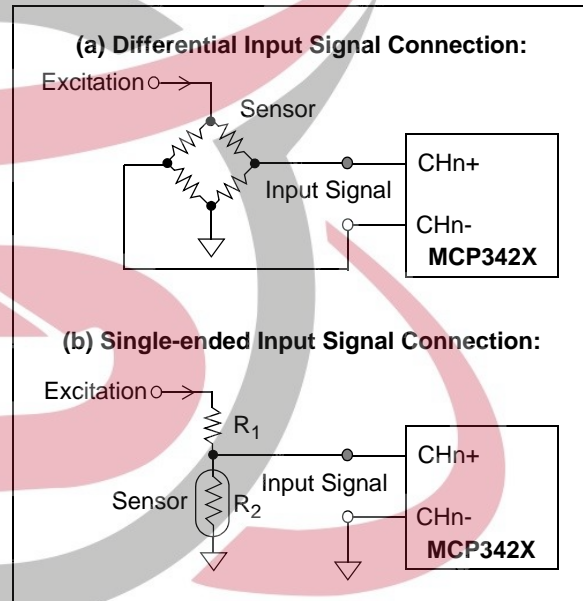 (a) Differential Input Signal Connection:
Excitation
Sensor
CHn+
Input Signal
CHn-
MCP342X
(b) Single-ended Input Signal Connection:
Excitation
R1
CHn+
Input Signal
Sensor
R2
CHn-
MCP342X